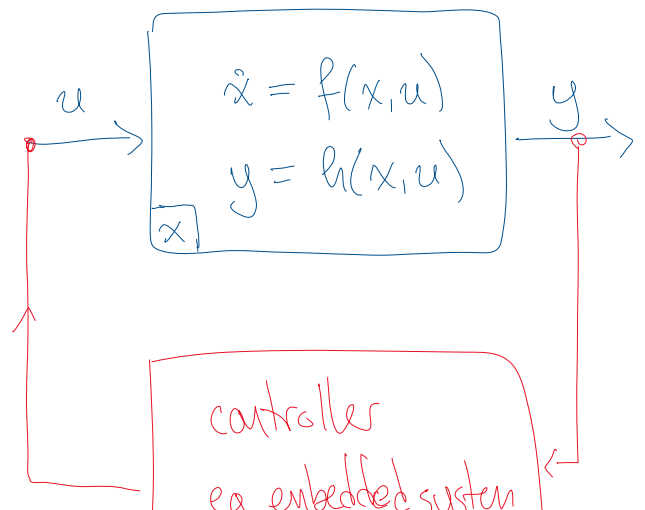 u
ẋ = f(x,u)
y
y = h(x,u)
x
controller
eg embedded system